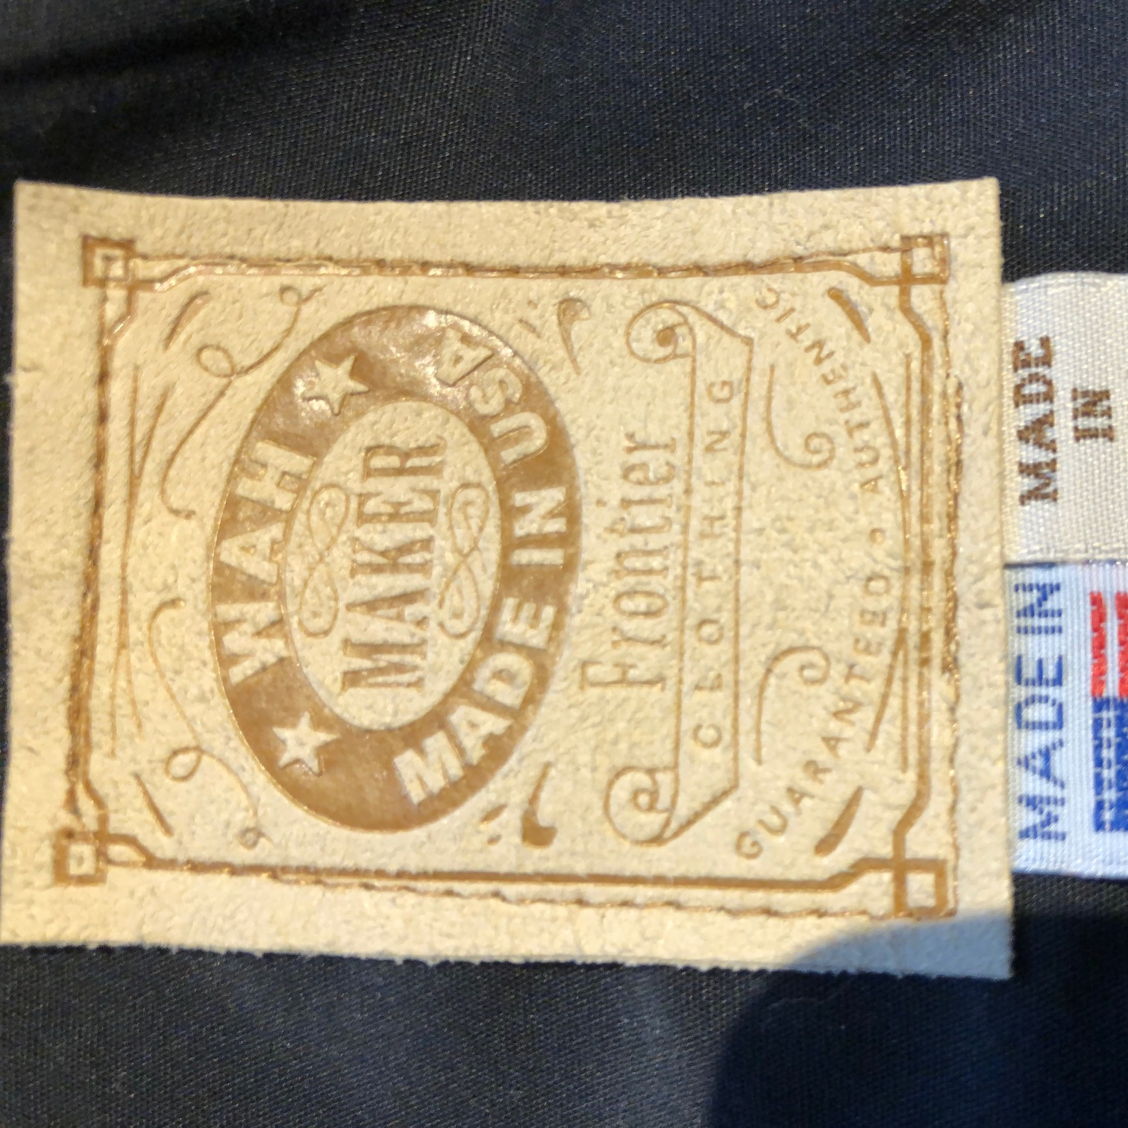 WAH
MAKER
MADE IN USA
Frontier
CLOTHING
GUARANTEED • AUTHENTIC
MADE
IN
MADE IN